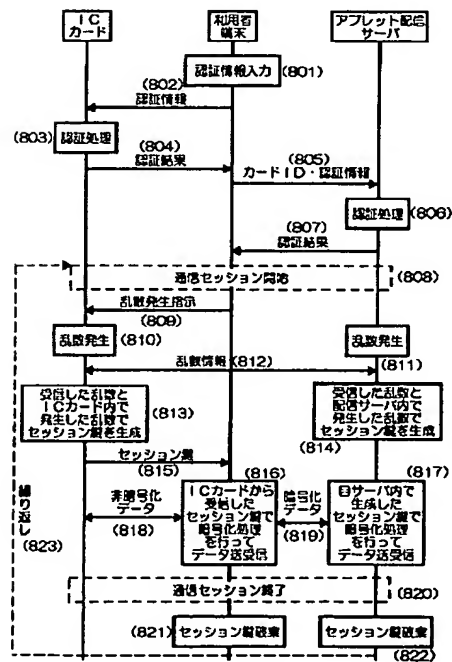 ICカード
利用者端末
アプレット配信サーバ
認証情報入力 (801)
(802)
認証情報
(803) 認証処理
(804)
認証結果
(805)
カードID・認証情報
認証処理 (806)
(807)
認証結果
通信セッション開始 (808)
乱数発生指示
(809)
乱数発生 (810)
乱数発生
(811)
乱数情報 (812)
受信した乱数と
ICカード内で
発生した乱数で
セッション鍵を生成
(813)
受信した乱数と
配信サーバ内で
発生した乱数で
セッション鍵を生成
(814)
セッション鍵
(815)
(816)
ICカードから
受信した
セッション鍵で
暗号化処理
を行って
データ送受信
(817)
自サーバ内で
生成した
セッション鍵で
暗号化処理
を行って
データ送受信
非暗号化
データ
(818)
暗号化
データ
(819)
繰り返し
(823)
通信セッション終了 (820)
(821) セッション鍵破棄
セッション鍵破棄
(822)